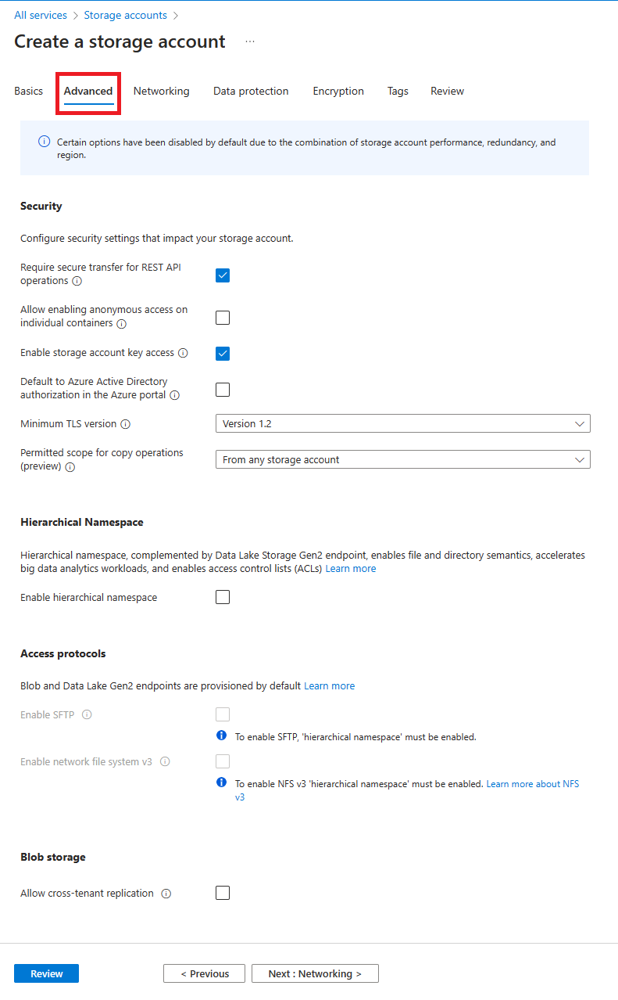 All services > Storage accounts >
Create a storage account ...
Basics Advanced Networking Data protection Encryption Tags Review
Certain options have been disabled by default due to the combination of storage account performance, redundancy, and
region.
Security
Configure security settings that impact your storage account.
Require secure transfer for REST API
operations
Allow enabling anonymous access on
individual containers
Enable storage account key access
Default to Azure Active Directory
authorization in the Azure portal
Minimum TLS version Version 1.2
Permitted scope for copy operations
(preview)
From any storage account
Hierarchical Namespace
Hierarchical namespace, complemented by Data Lake Storage Gen2 endpoint, enables file and directory semantics, accelerates
big data analytics workloads, and enables access control lists (ACLs) Learn more
Enable hierarchical namespace
Access protocols
Blob and Data Lake Gen2 endpoints are provisioned by default Learn more
Enable SFTP
To enable SFTP, 'hierarchical namespace' must be enabled.
Enable network file system v3
To enable NFS v3 'hierarchical namespace' must be enabled. Learn more about NFS
v3
Blob storage
Allow cross-tenant replication
Review < Previous Next : Networking >